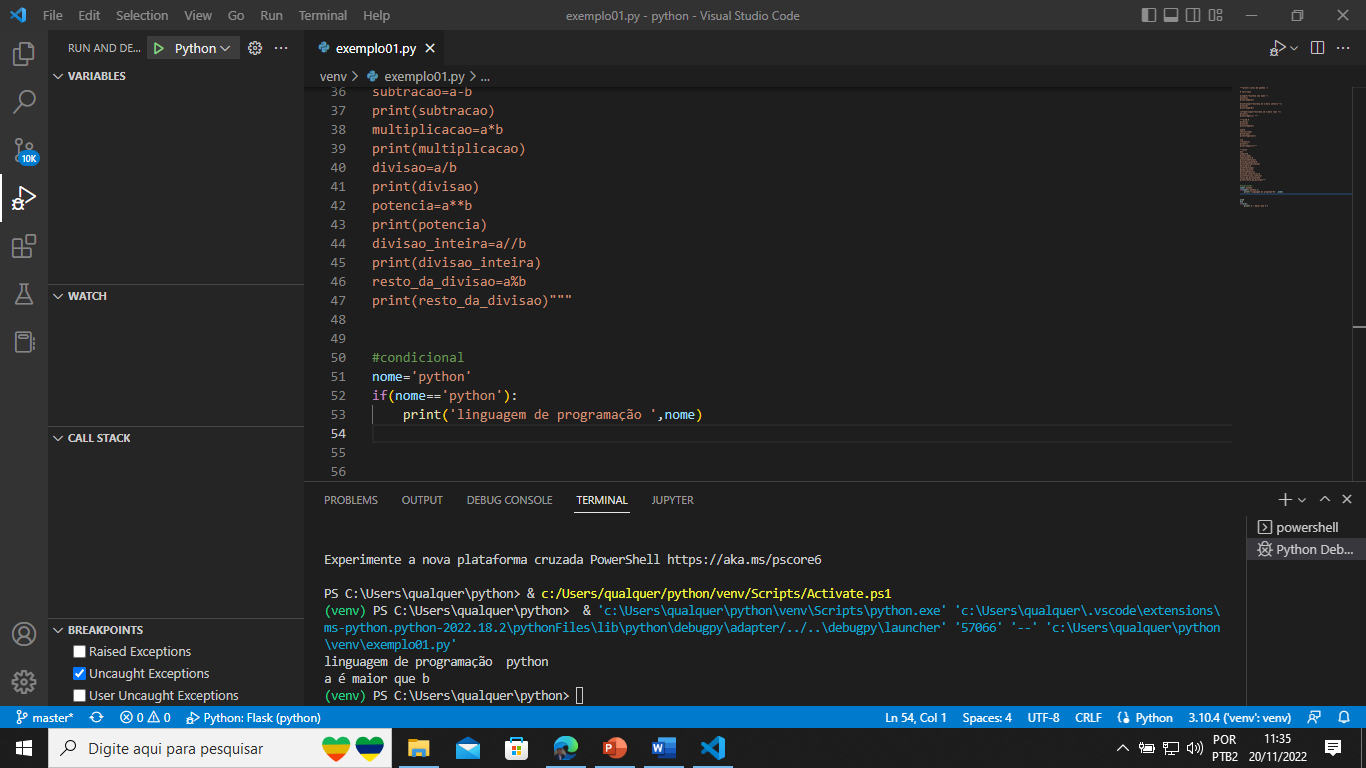 File Edit Selection View Go Run Terminal Help exemplo01.py - python - Visual Studio Code
RUN AND DE... Python
exemplo01.py
VARIABLES
WATCH
CALL STACK
BREAKPOINTS
Raised Exceptions
Uncaught Exceptions
User Uncaught Exceptions
10K
venv > exemplo01.py > ...
36 subtracao=a-b
37 print(subtracao)
38 multiplicacao=a*b
39 print(multiplicacao)
40 divisao=a/b
41 print(divisao)
42 potencia=a**b
43 print(potencia)
44 divisao_inteira=a//b
45 print(divisao_inteira)
46 resto_da_divisao=a%b
47 print(resto_da_divisao)"""
48
49
50 #condicional
51 nome='python'
52 if(nome=='python'):
53 print('linguagem de programação ',nome)
54
55
56
PROBLEMS OUTPUT DEBUG CONSOLE TERMINAL JUPYTER
powershell
Python Deb...
Experimente a nova plataforma cruzada PowerShell https://aka.ms/pscore6
PS C:\Users\qualquer\python> & c:/Users/qualquer/python/venv/Scripts/Activate.ps1
(venv) PS C:\Users\qualquer\python>  & 'c:\Users\qualquer\python\venv\Scripts\python.exe' 'c:\Users\qualquer\.vscode\extensions\
ms-python.python-2022.18.2\pythonFiles\lib\python\debugpy\adapter/../..\debugpy\launcher' '57066' '--' 'c:\Users\qualquer\python
\venv\exemplo01.py'
linguagem de programação  python
a é maior que b
(venv) PS C:\Users\qualquer\python>
master* 0 0 Python: Flask (python) Ln 54, Col 1 Spaces: 4 UTF-8 CRLF Python 3.10.4 ('venv': venv)
Digite aqui para pesquisar
POR
PTB2
11:35
20/11/2022